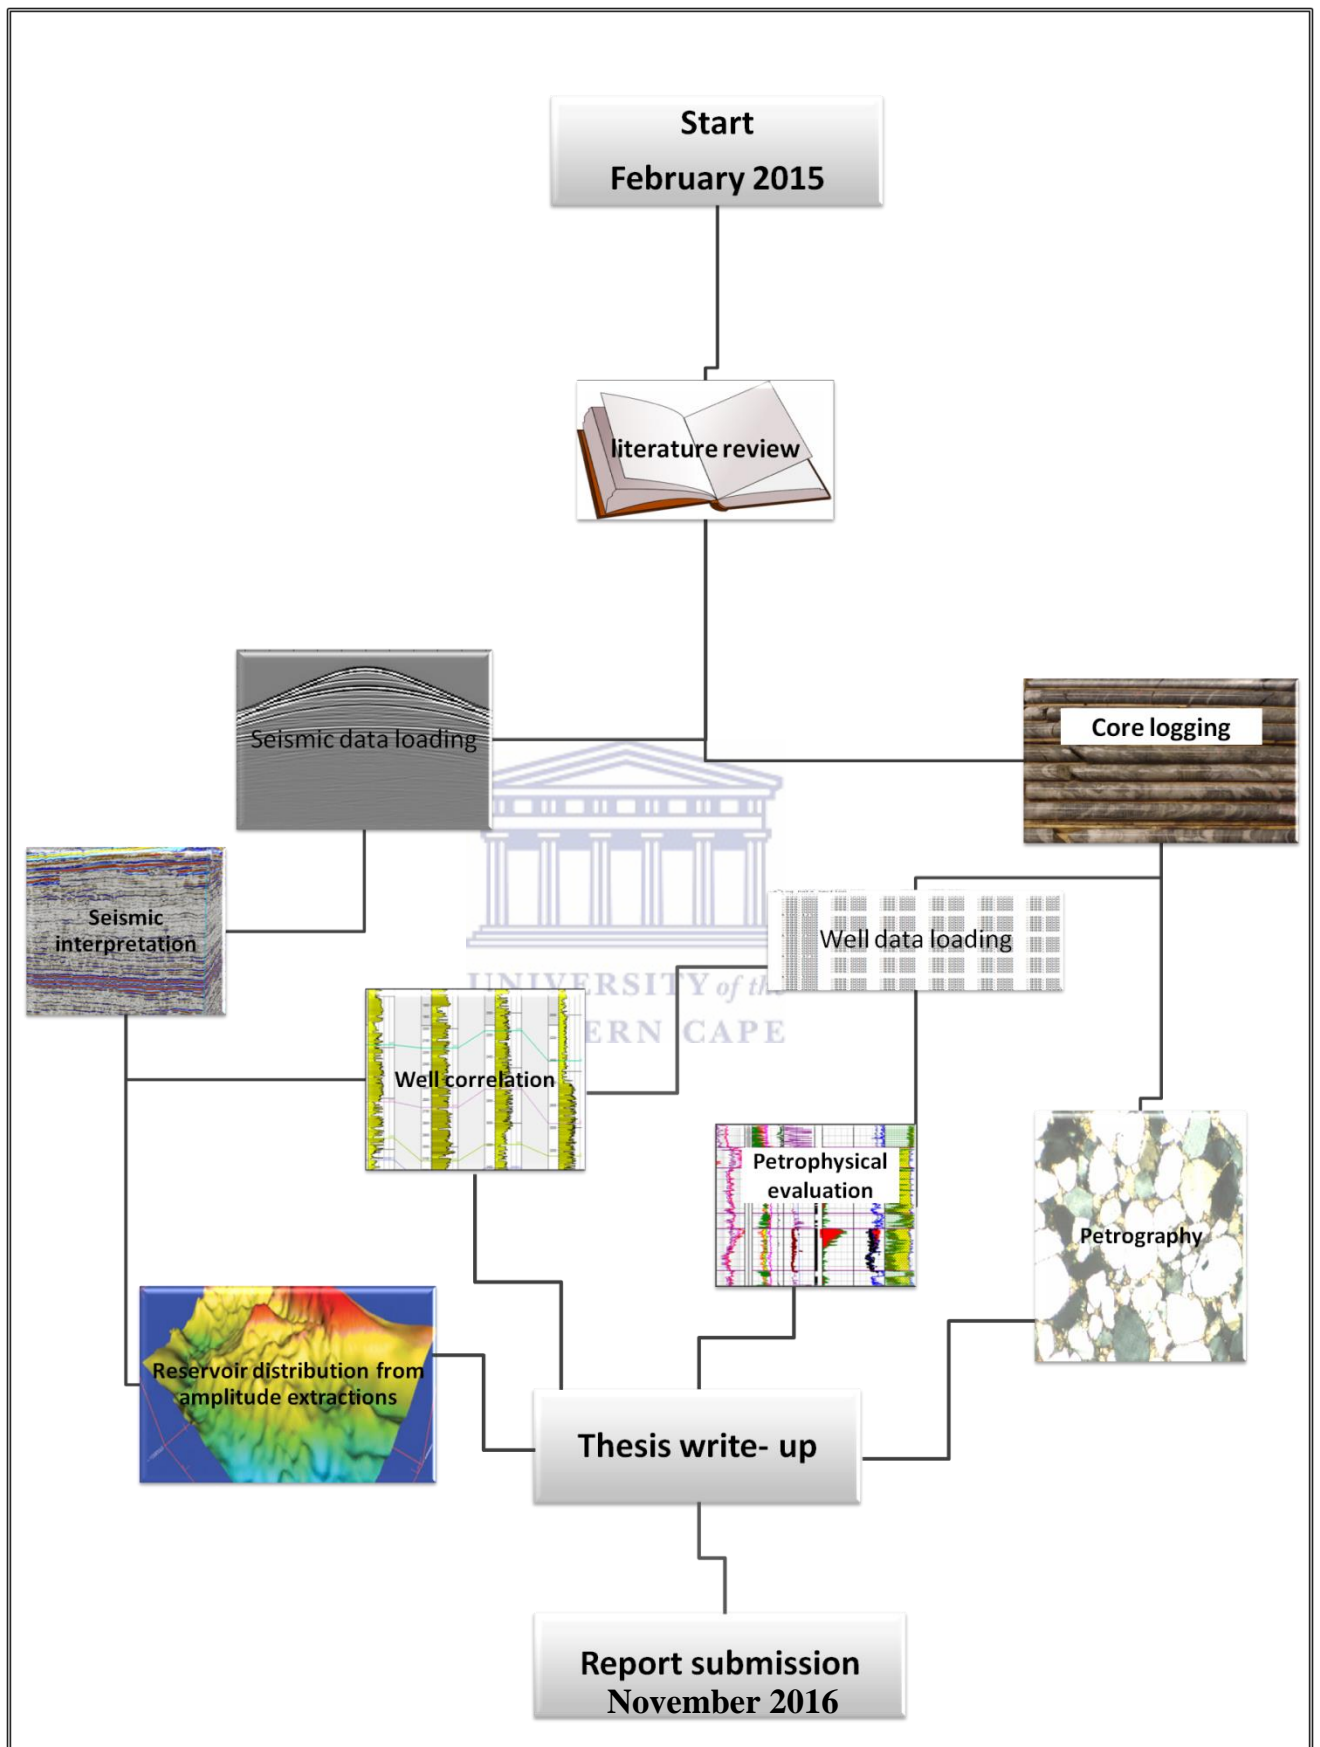 Start
February 2015
literature review
Seismic data loading
Core logging
Seismic
interpretation
Well data loading
UNIVERSITY of the
ERN CAPE
Well correlation
Petrophysical
evaluation
Petrography
Reservoir distribution from
amplitude extractions
Thesis write- up
Report submission
November 2016